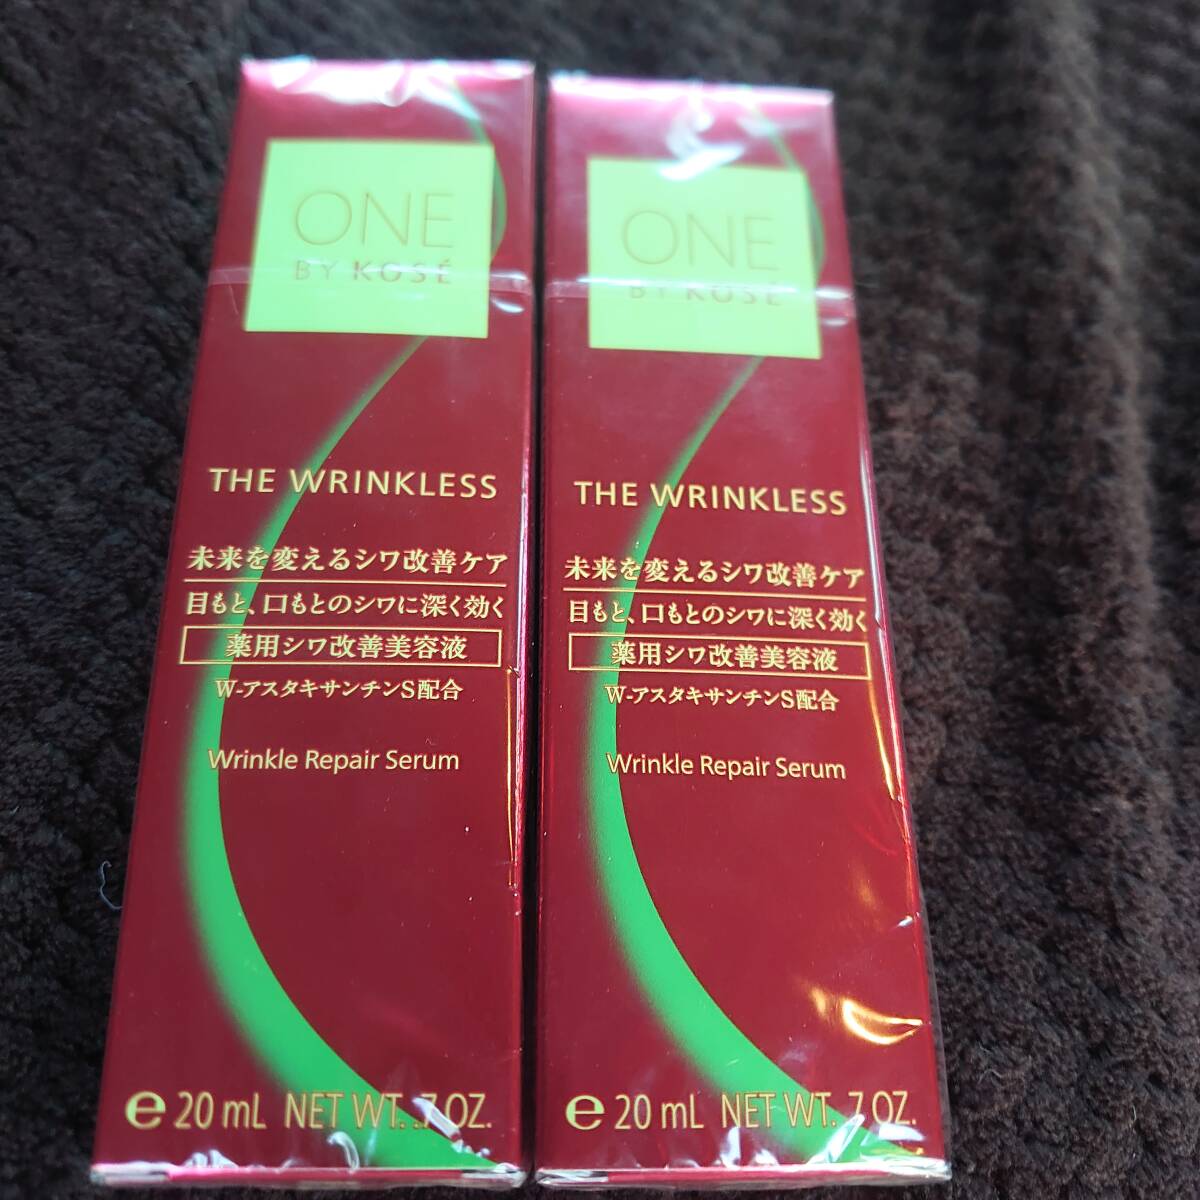 ONE
BY KOSÉ
THE WRINKLESS
未来を変えるシワ改善ケア
目もと、口もとのシワに深く効く
薬用シワ改善美容液
W-アスタキサンチンS配合
Wrinkle Repair Serum
e 20 mL NET WT. .7 OZ.
ONE
BY KOSÉ
THE WRINKLESS
未来を変えるシワ改善ケア
目もと、口もとのシワに深く効く
薬用シワ改善美容液
W-アスタキサンチンS配合
Wrinkle Repair Serum
e 20 mL NET WT. .7 OZ.